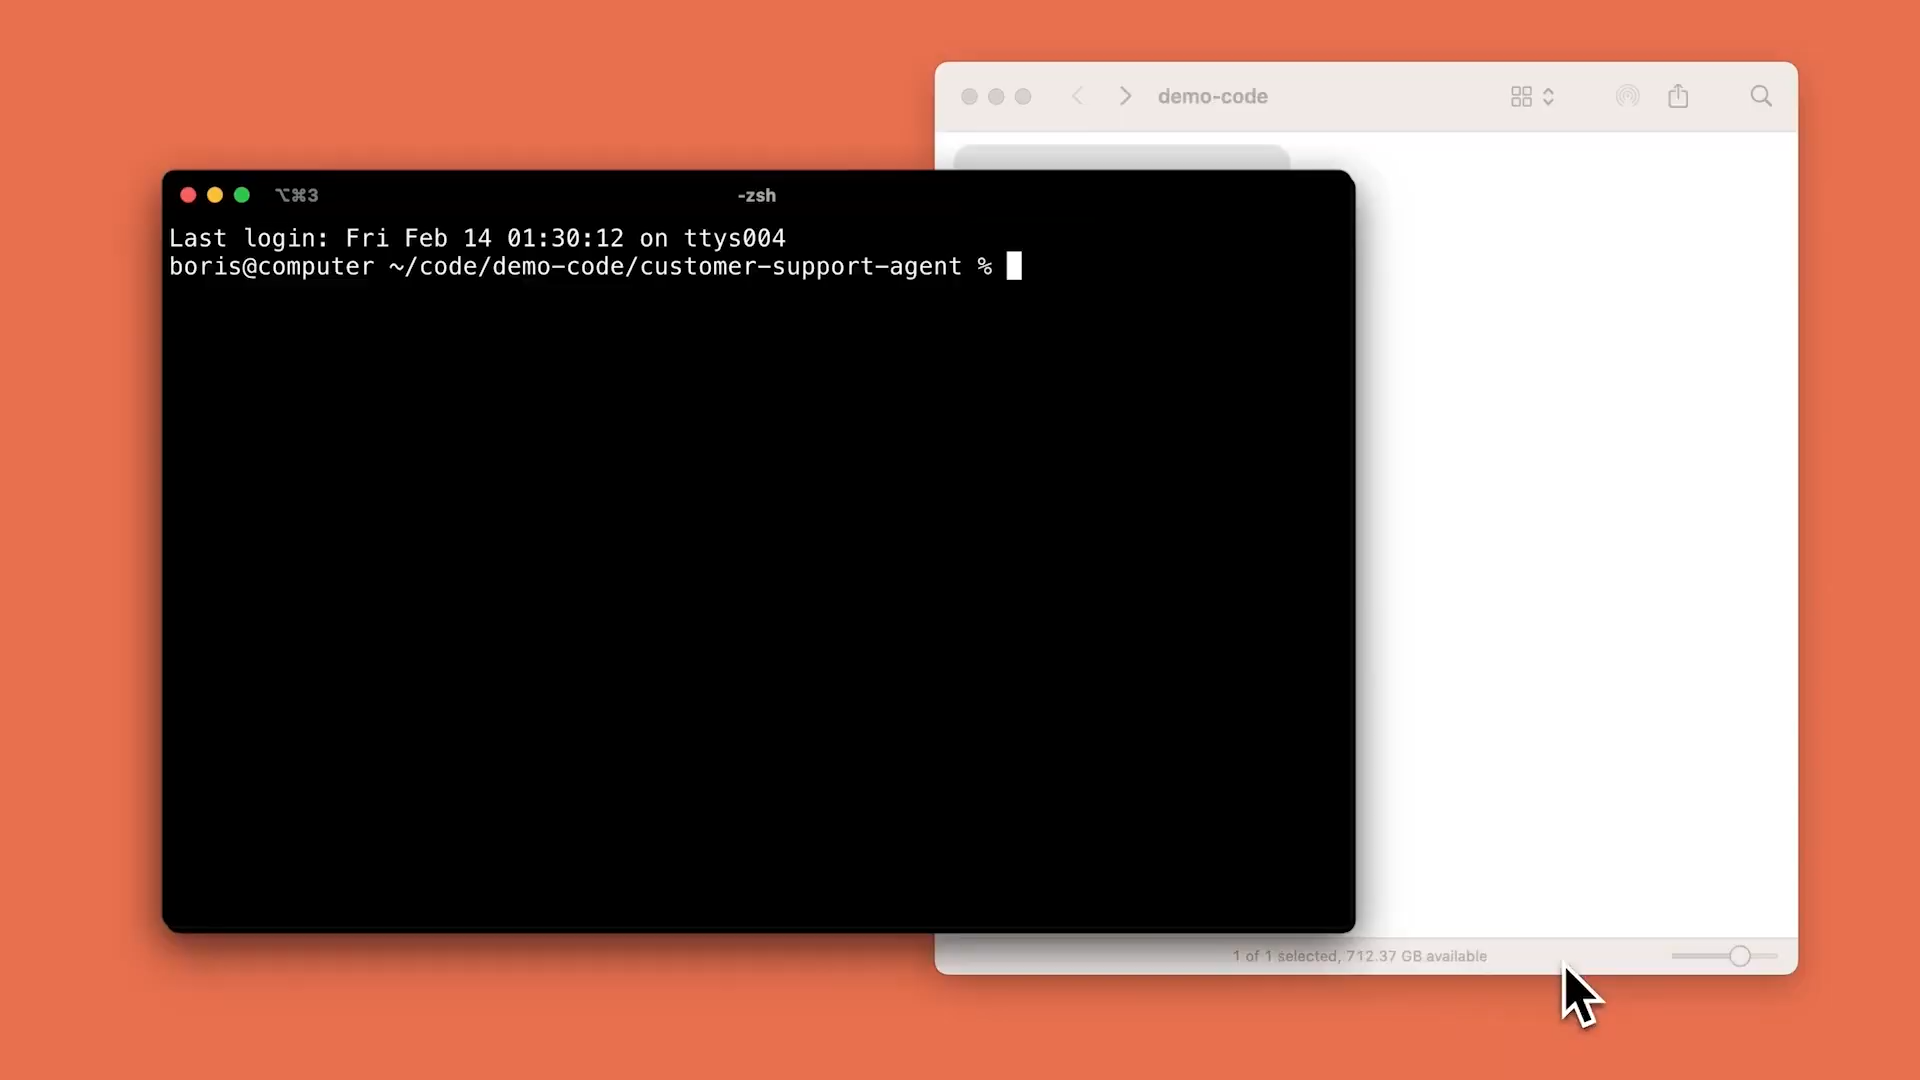 demo-code
⌥⌘3
-zsh
Last login: Fri Feb 14 01:30:12 on ttys004
boris@computer ~/code/demo-code/customer-support-agent %
1 of 1 selected, 712.37 GB available